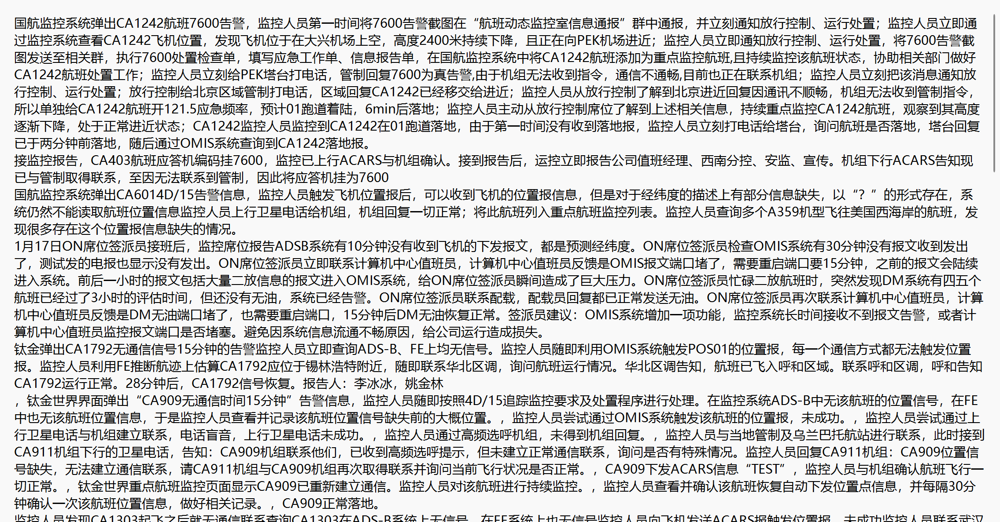 国航监控系统弹出CA1242航班7600告警，监控人员第一时间将7600告警截图在“航班动态监控室信息通报”群中通报，并立刻通知放行控制、运行处置；监控人员立即通
过监控系统查看CA1242飞机位置，发现飞机位于在大兴机场上空，高度2400米持续下降，且正在向PEK机场进近；监控人员立即通知放行控制、运行处置，将7600告警截
图发送至相关群，执行7600处置检查单，填写应急工作单、信息报告单，在国航监控系统中将CA1242航班添加为重点监控航班,且持续监控该航班状态，协助相关部门做好
CA1242航班处置工作；监控人员立刻给PEK塔台打电话，管制回复7600为真告警,由于机组无法收到指令，通信不通畅,目前也正在联系机组；监控人员立刻把该消息通知放
行控制、运行处置；放行控制给北京区域管制打电话，区域回复CA1242已经移交给进近；监控人员从放行控制了解到北京进近回复因通讯不顺畅，机组无法收到管制指令，
所以单独给CA1242航班开121.5应急频率，预计01跑道着陆，6min后落地；监控人员主动从放行控制席位了解到上述相关信息，持续重点监控CA1242航班，观察到其高度
逐渐下降，处于正常进近状态；CA1242监控人员监控到CA1242在01跑道落地，由于第一时间没有收到落地报，监控人员立刻打电话给塔台，询问航班是否落地，塔台回复
已于两分钟前落地，随后通过OMIS系统查询到CA1242落地报。
接监控报告，CA403航班应答机编码挂7600，监控已上行ACARS与机组确认。接到报告后，运控立即报告公司值班经理、西南分控、安监、宣传。机组下行ACARS告知现
已与管制取得联系，至因无法联系到管制，因此将应答机挂为7600
国航监控系统弹出CA6014D/15告警信息，监控人员触发飞机位置报后，可以收到飞机的位置报信息，但是对于经纬度的描述上有部分信息缺失，以“？”的形式存在，系
统仍然不能读取航班位置信息监控人员上行卫星电话给机组，机组回复一切正常；将此航班列入重点航班监控列表。监控人员查询多个A359机型飞往美国西海岸的航班，发
现很多存在这个位置报信息缺失的情况。
1月17日ON席位签派员接班后，监控席位报告ADSB系统有10分钟没有收到飞机的下发报文，都是预测经纬度。ON席位签派员检查OMIS系统有30分钟没有报文收到发出
了，测试发的电报也显示没有发出。ON席位签派员立即联系计算机中心值班员，计算机中心值班员反馈是OMIS报文端口堵了，需要重启端口要15分钟，之前的报文会陆续
进入系统。前后一小时的报文包括大量二放信息的报文进入OMIS系统，给ON席位签派员瞬间造成了巨大压力。ON席位签派员忙碌二放航班时，突然发现DM系统有四五个
航班已经过了3小时的评估时间，但还没有无油，系统已经告警。ON席位签派员联系配载，配载员回复都已正常发送无油。ON席位签派员再次联系计算机中心值班员，计算
机中心值班员反馈是DM无油端口堵了，也需要重启端口，15分钟后DM无油恢复正常。签派员建议：OMIS系统增加一项功能，监控系统长时间接收不到报文告警，或者计
算机中心值班员监控报文端口是否堵塞。避免因系统信息流通不畅原因，给公司运行造成损失。
钛金弹出CA1792无通信信号15分钟的告警监控人员立即查询ADS-B、FE上均无信号。监控人员随即利用OMIS系统触发POS01的位置报，每一个通信方式都无法触发位置
报。监控人员利用FE推断航迹上估算CA1792应位于锡林浩特附近，随即联系华北区调，询问航班运行情况。华北区调告知，航班已飞入呼和区域。联系呼和区调，呼和告知
CA1792运行正常。28分钟后，CA1792信号恢复。报告人：李冰冰，姚金林
，钛金世界界面弹出“CA909无通信时间15分钟”告警信息，监控人员随即按照4D/15追踪监控要求及处置程序进行处理。在监控系统ADS-B中无该航班的位置信号，在FE
中也无该航班位置信息，于是监控人员查看并记录该航班位置信号缺失前的大概位置。，监控人员尝试通过OMIS系统触发该航班的位置报，未成功。，监控人员尝试通过上
行卫星电话与机组建立联系，电话盲音，上行卫星电话未成功。，监控人员通过高频选呼机组，未得到机组回复。，监控人员与当地管制及乌兰巴托航站进行联系，此时接到
CA911机组下行的卫星电话，告知：CA909机组联系他们，已收到高频选呼提示，但未建立正常通信联系，询问是否有特殊情况。监控人员回复CA911机组：CA909位置信
号缺失，无法建立通信联系，请CA911机组与CA909机组再次取得联系并询问当前飞行状况是否正常。，CA909下发ACARS信息“TEST”，监控人员与机组确认航班飞行一
切正常。，钛金世界重点航班监控页面显示CA909已重新建立通信。监控人员对该航班进行持续监控。，监控人员查看并确认该航班恢复自动下发位置点信息，并每隔30分
钟确认一次该航班位置信息，做好相关记录。，CA909正常落地。
监控人员发现CA1303起飞之后就无通信联系查询CA1303在ADS-B系统上无信号，在FE系统上也无信号监控人员向飞机发送ACARS报触发位置报，未成功监控人员联系武汉